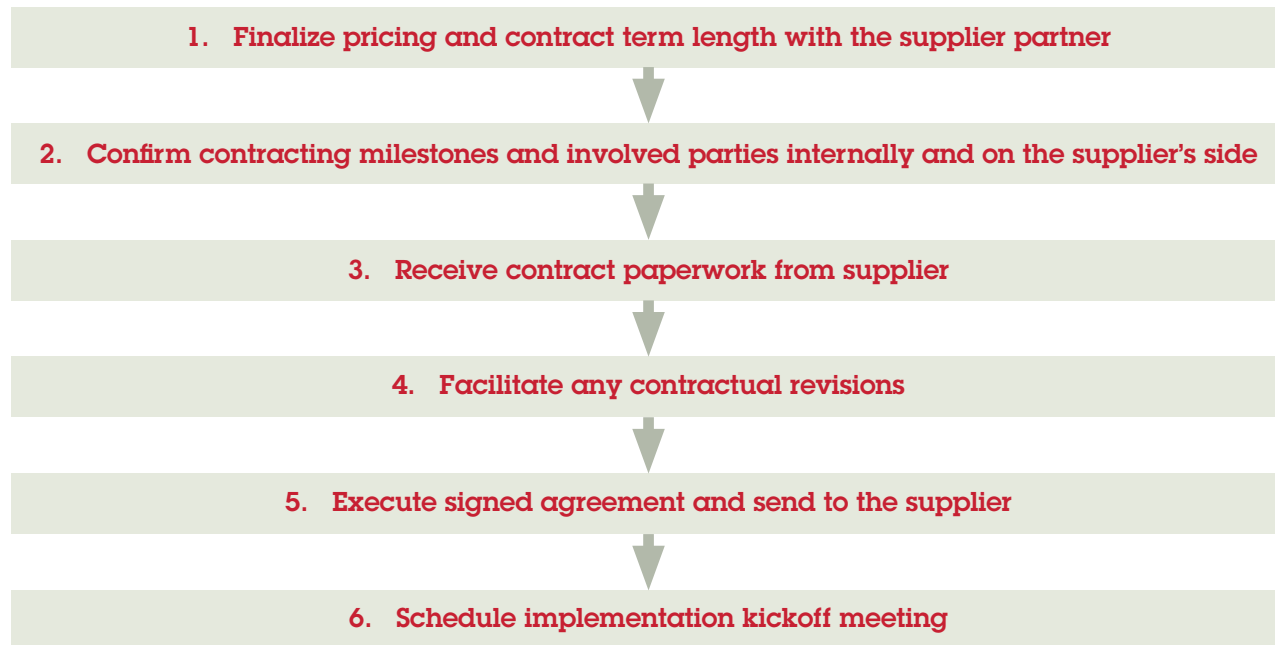 1. Finalize pricing and contract term length with the supplier partner
2. Confirm contracting milestones and involved parties internally and on the supplier’s side
3. Receive contract paperwork from supplier
4. Facilitate any contractual revisions
5. Execute signed agreement and send to the supplier
6. Schedule implementation kickoff meeting